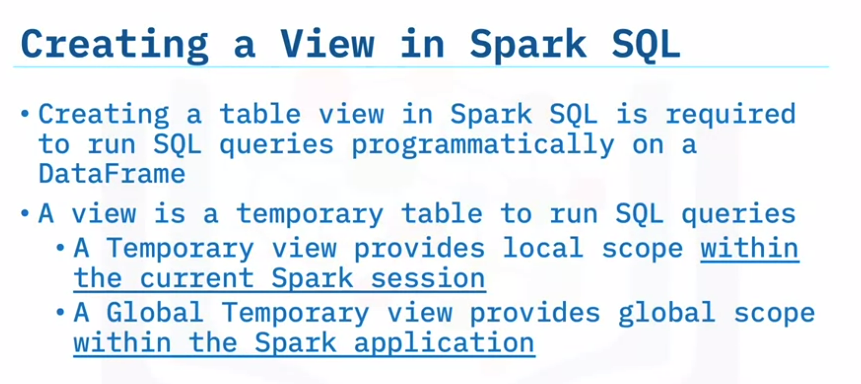 Creating a View in Spark SQL
• Creating a table view in Spark SQL is required
to run SQL queries programmatically on a
DataFrame
• A view is a temporary table to run SQL queries
• A Temporary view provides local scope within
the current Spark session
• A Global Temporary view provides global scope
within the Spark application